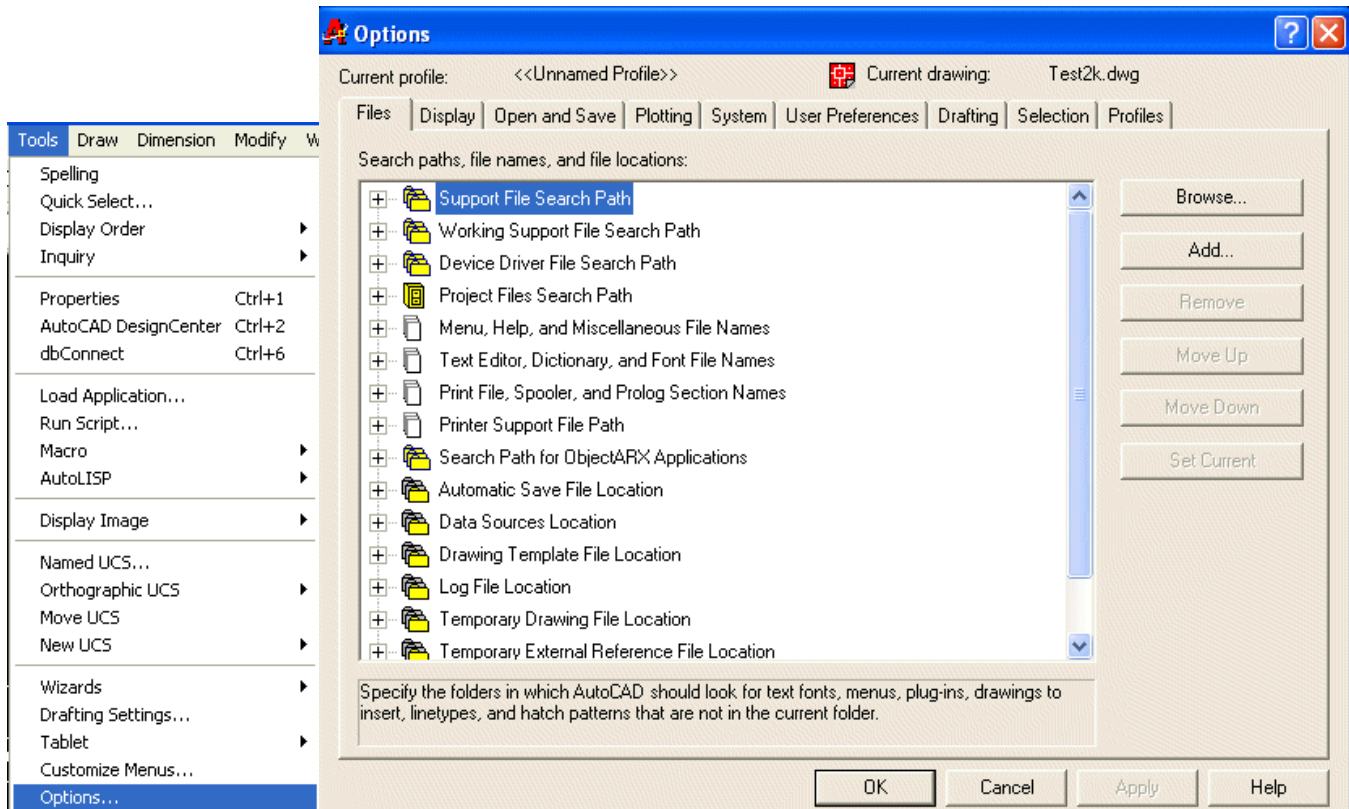 Tools Draw Dimension Modify W
Spelling
Quick Select...
Display Order
Inquiry
Properties Ctrl+1
AutoCAD DesignCenter Ctrl+2
dbConnect Ctrl+6
Load Application...
Run Script...
Macro
AutoLISP
Display Image
Named UCS...
Orthographic UCS
Move UCS
New UCS
Wizards
Drafting Settings...
Tablet
Customize Menus...
Options...
Options
Current profile: <<Unnamed Profile>> Current drawing: Test2k.dwg
Files Display Open and Save Plotting System User Preferences Drafting Selection Profiles
Search paths, file names, and file locations:
Support File Search Path
Working Support File Search Path
Device Driver File Search Path
Project Files Search Path
Menu, Help, and Miscellaneous File Names
Text Editor, Dictionary, and Font File Names
Print File, Spooler, and Prolog Section Names
Printer Support File Path
Search Path for ObjectARX Applications
Automatic Save File Location
Data Sources Location
Drawing Template File Location
Log File Location
Temporary Drawing File Location
Temporary External Reference File Location
Browse...
Add...
Remove
Move Up
Move Down
Set Current
Specify the folders in which AutoCAD should look for text fonts, menus, plug-ins, drawings to
insert, linetypes, and hatch patterns that are not in the current folder.
OK Cancel Apply Help